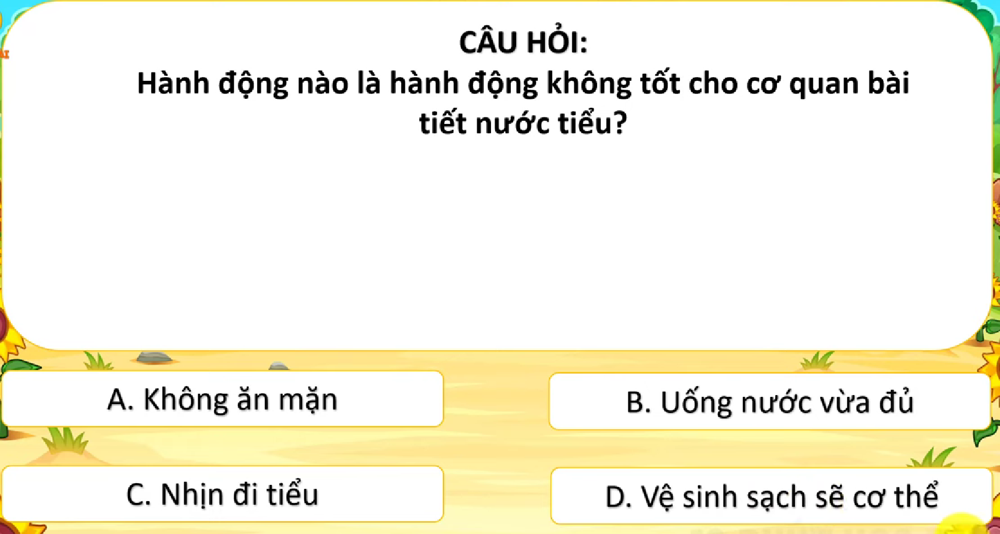 CÂU HỎI:
Hành động nào là hành động không tốt cho cơ quan bài
tiết nước tiểu?
A. Không ăn mặn
B. Uống nước vừa đủ
C. Nhịn đi tiểu
D. Vệ sinh sạch sẽ cơ thể